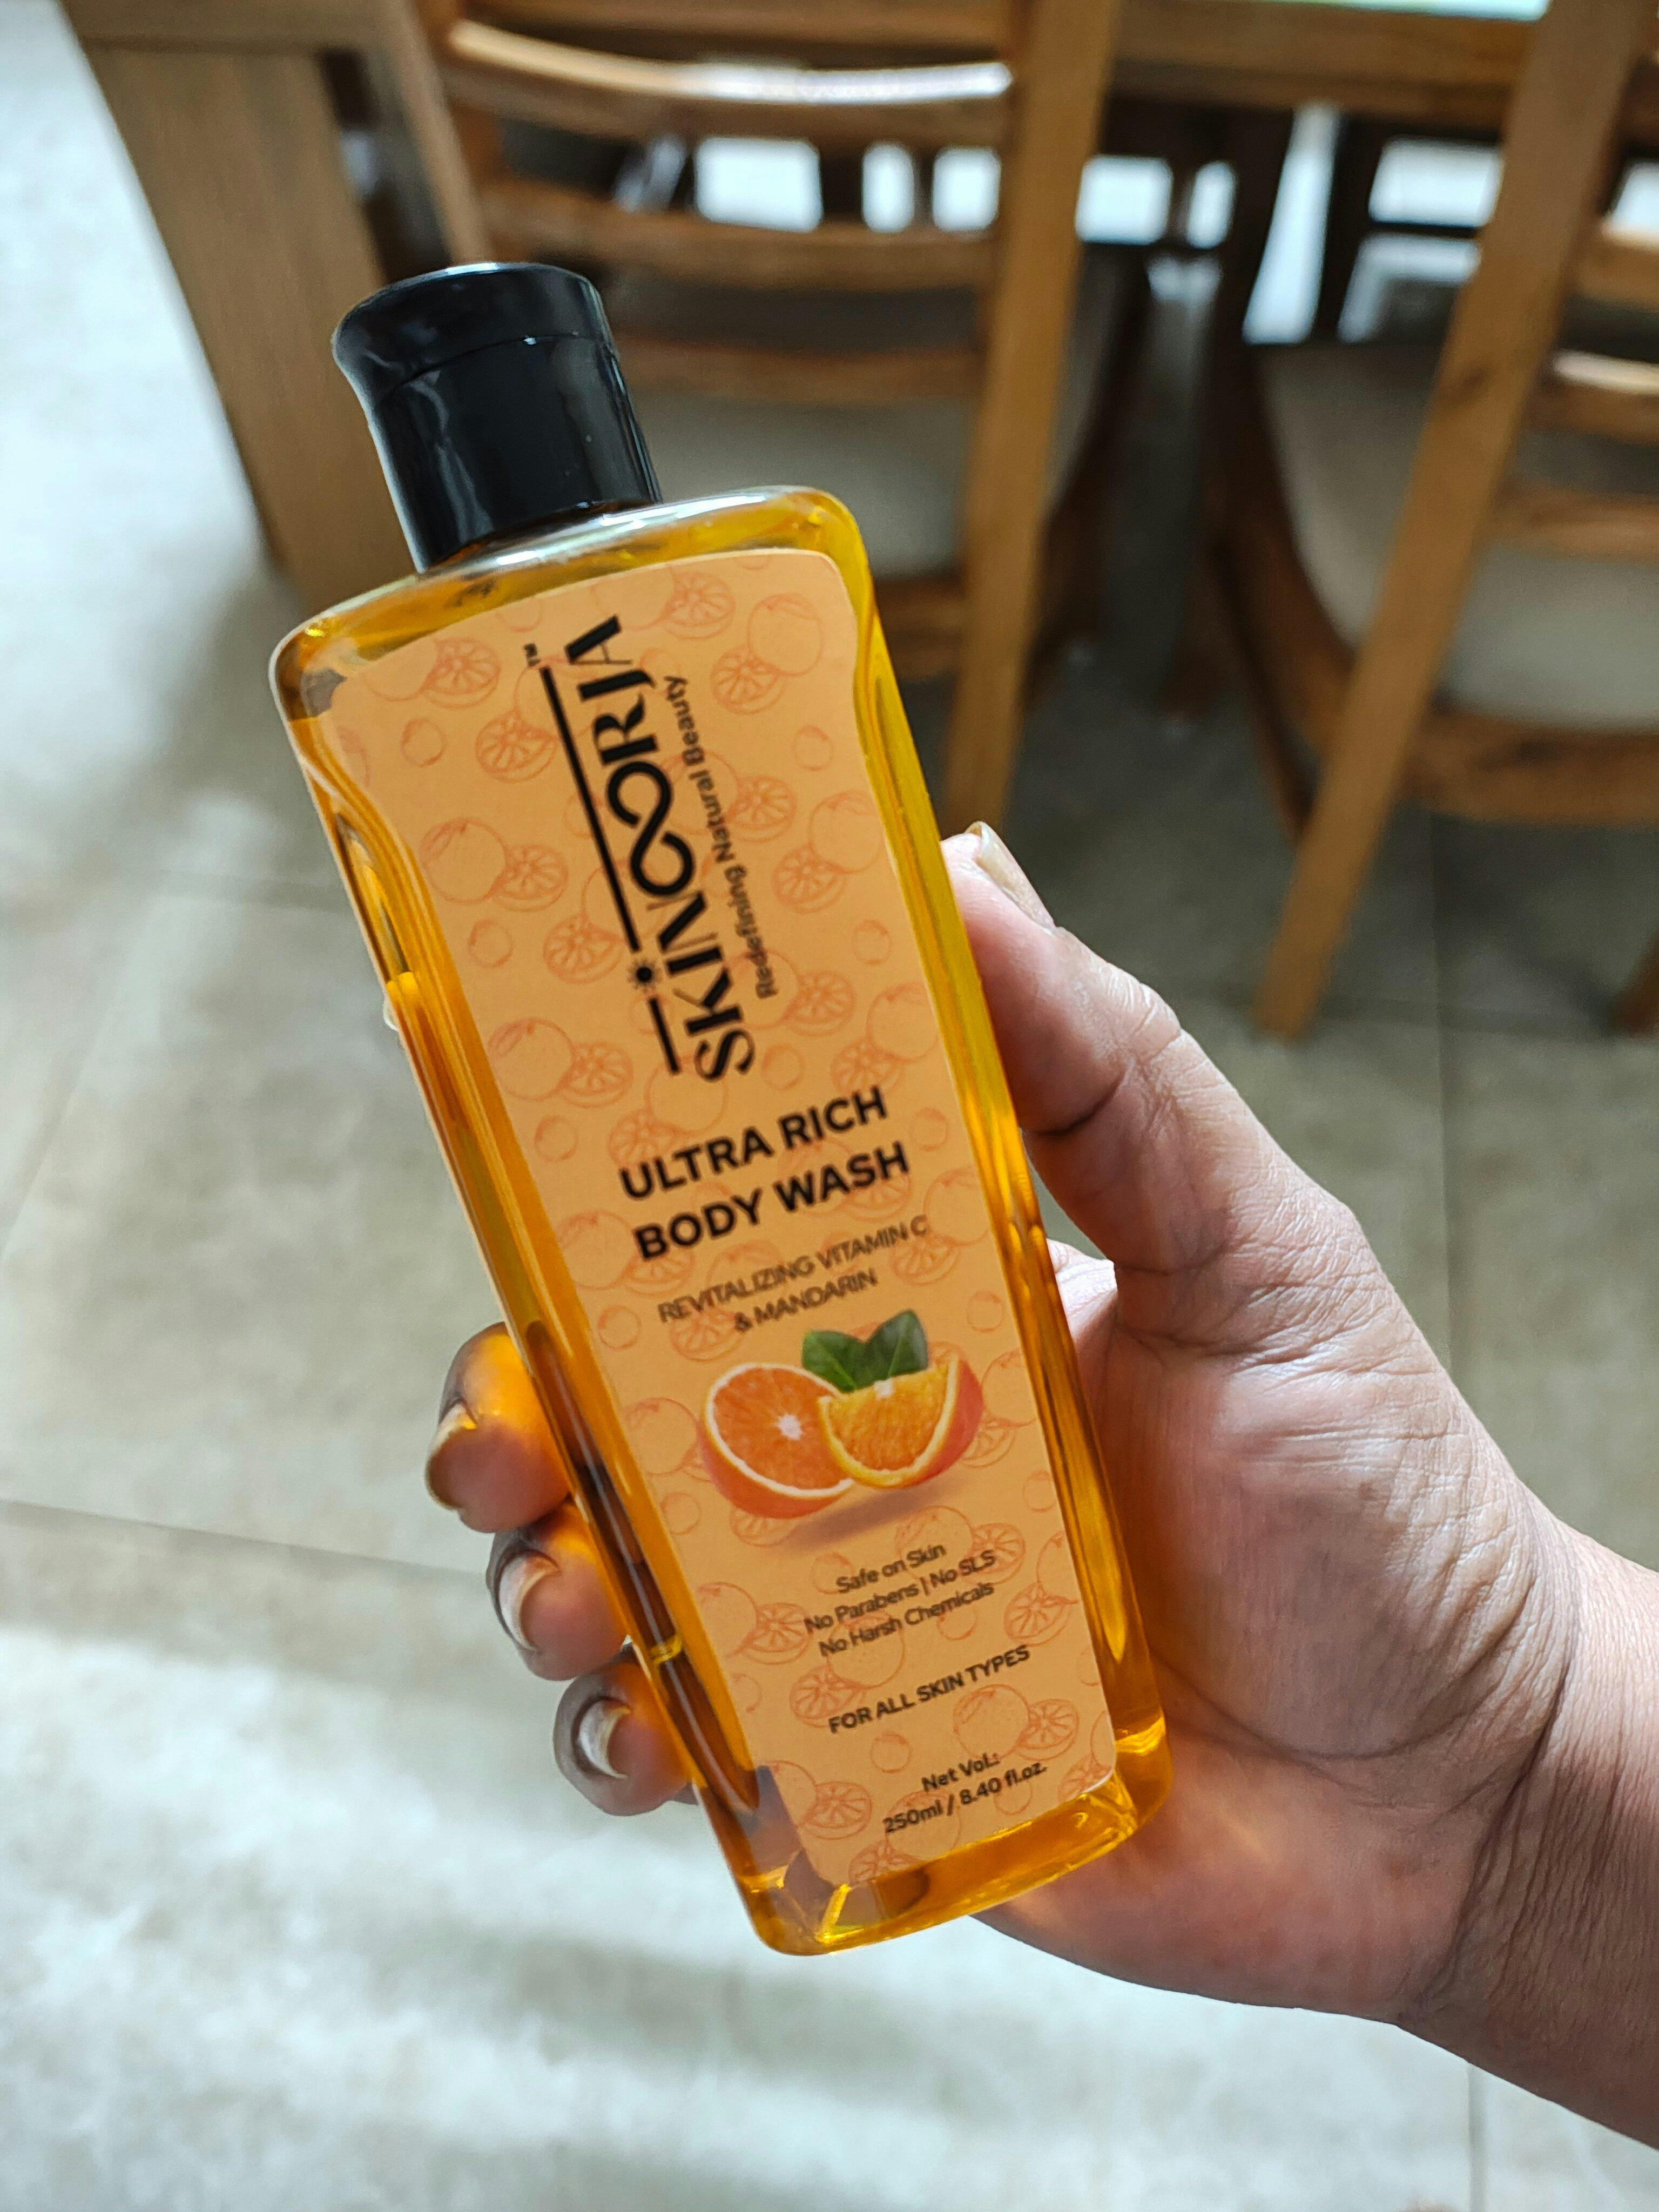 SKINOORJA™
Redefining Natural Beauty
ULTRA RICH
BODY WASH
REVITALIZING VITAMIN C
& MANDARIN
Safe on Skin
No Parabens | No SLS
No Harsh Chemicals
FOR ALL SKIN TYPES
Net Vol.:
250ml / 8.40 fl.oz.